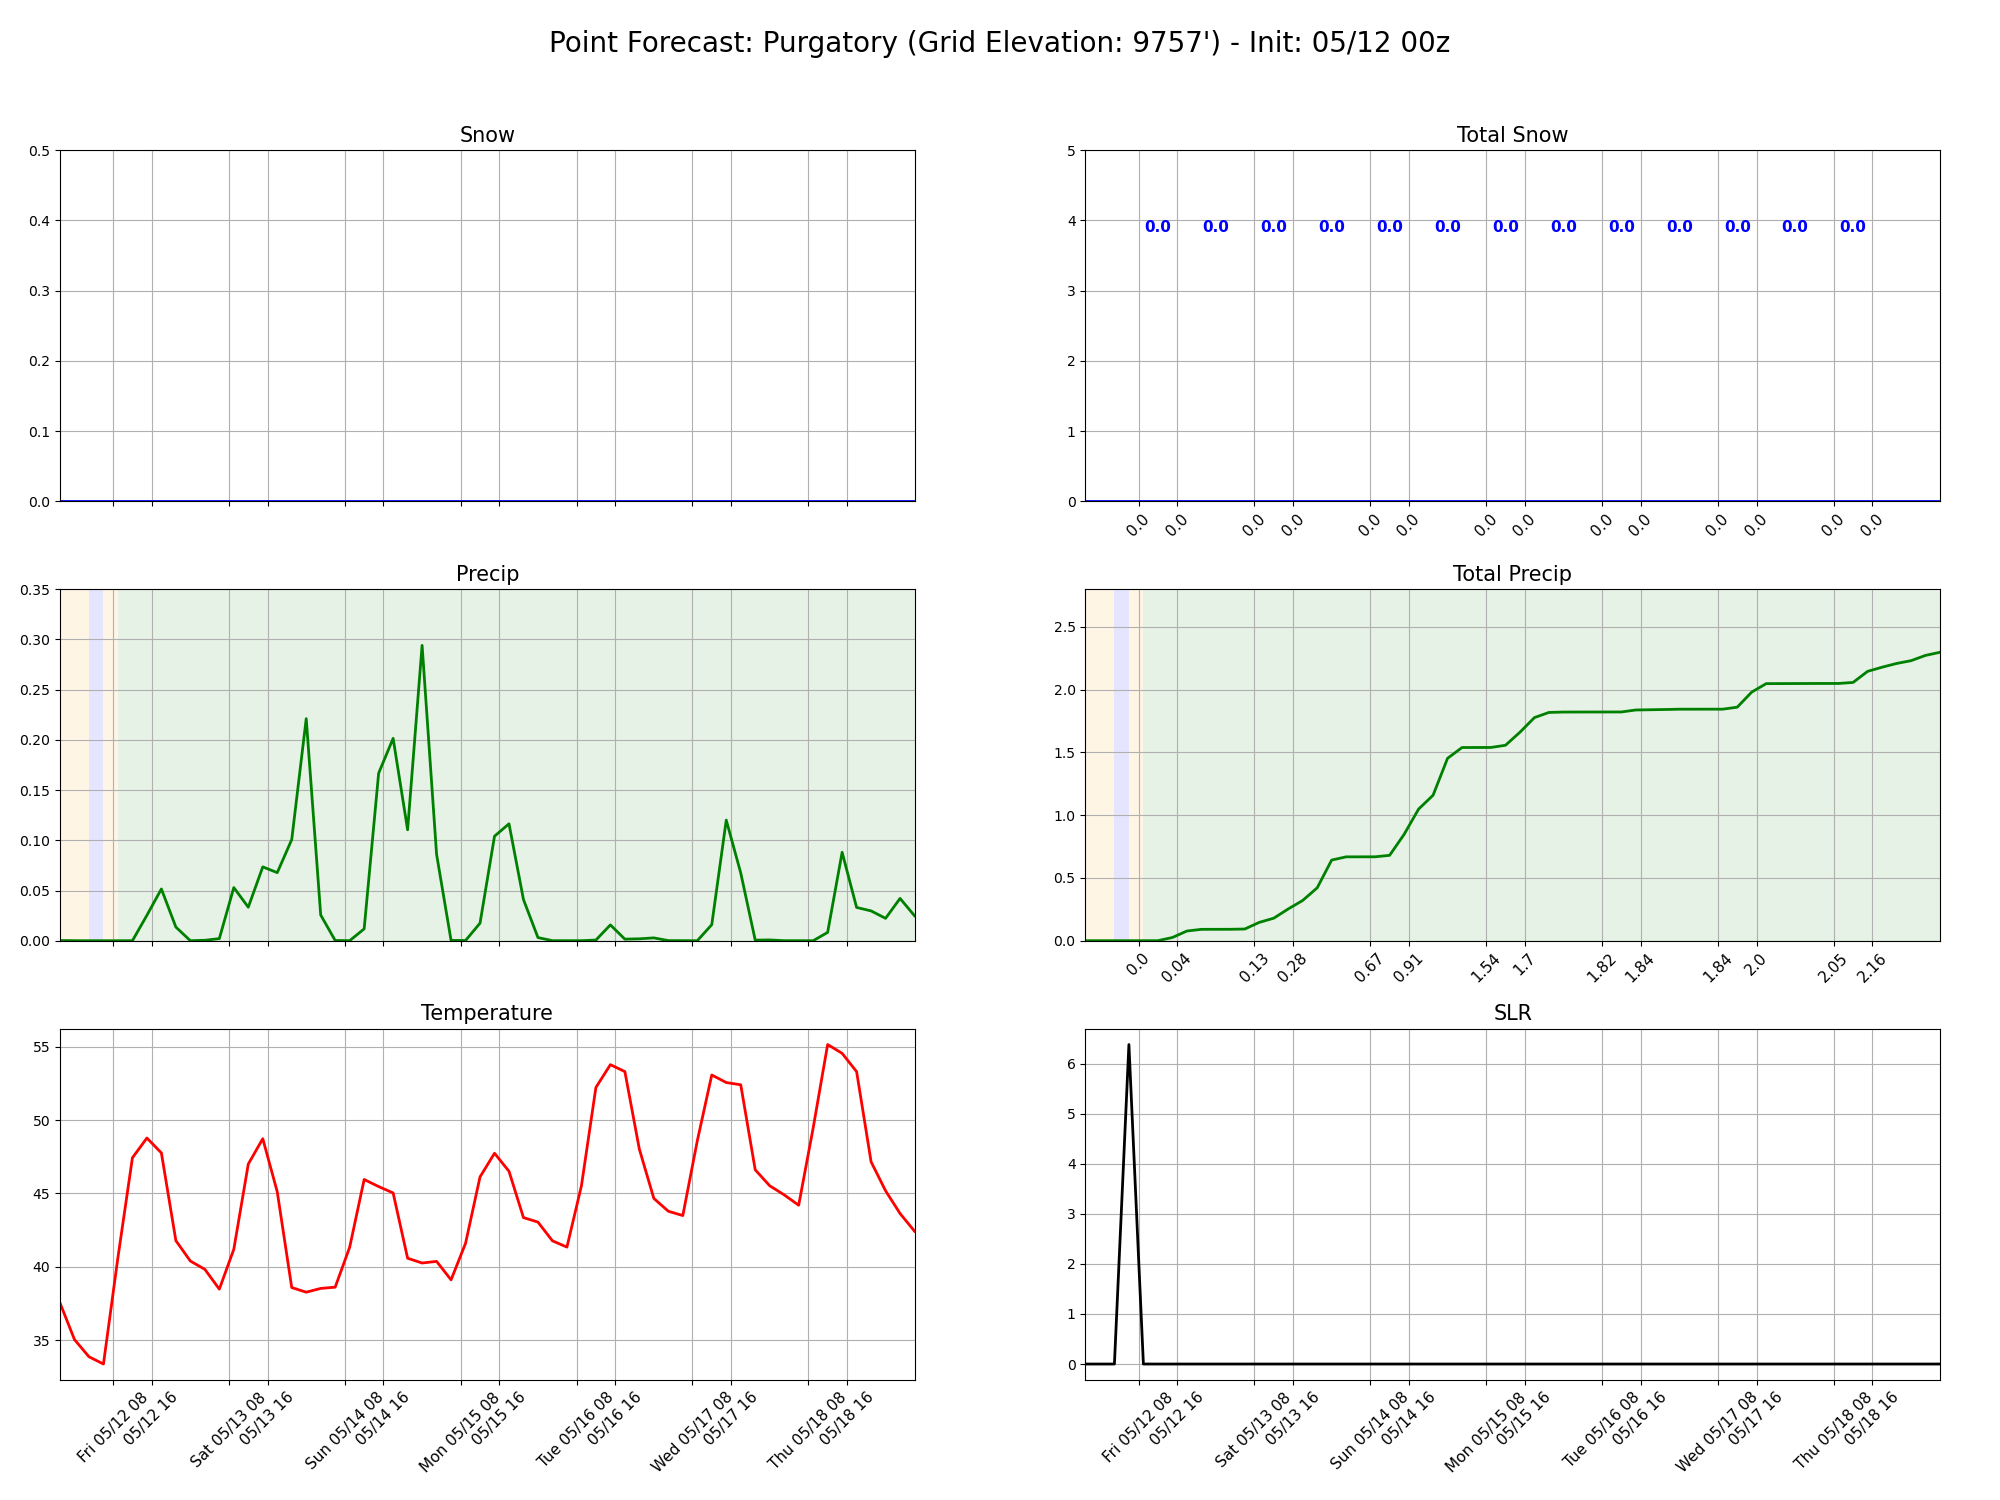 Point Forecast: Purgatory (Grid Elevation: 9757') - Init: 05/12 00z
Snow
0.5
0.4
0.3
0.2
0.1
0.0
Total Snow
5
4
3
2
1
0
0.0 0.0 0.0 0.0 0.0 0.0 0.0 0.0 0.0 0.0 0.0 0.0 0.0
0.0 0.0 0.0 0.0 0.0 0.0 0.0 0.0 0.0 0.0 0.0 0.0 0.0 0.0
Precip
0.35
0.30
0.25
0.20
0.15
0.10
0.05
0.00
Total Precip
2.5
2.0
1.5
1.0
0.5
0.0
0.0 0.04 0.13 0.28 0.67 0.91 1.54 1.7 1.82 1.84 1.84 2.0 2.05 2.16
Temperature
55
50
45
40
35
Fri 05/12 08
05/12 16
Sat 05/13 08
05/13 16
Sun 05/14 08
05/14 16
Mon 05/15 08
05/15 16
Tue 05/16 08
05/16 16
Wed 05/17 08
05/17 16
Thu 05/18 08
05/18 16
SLR
6
5
4
3
2
1
0
Fri 05/12 08
05/12 16
Sat 05/13 08
05/13 16
Sun 05/14 08
05/14 16
Mon 05/15 08
05/15 16
Tue 05/16 08
05/16 16
Wed 05/17 08
05/17 16
Thu 05/18 08
05/18 16